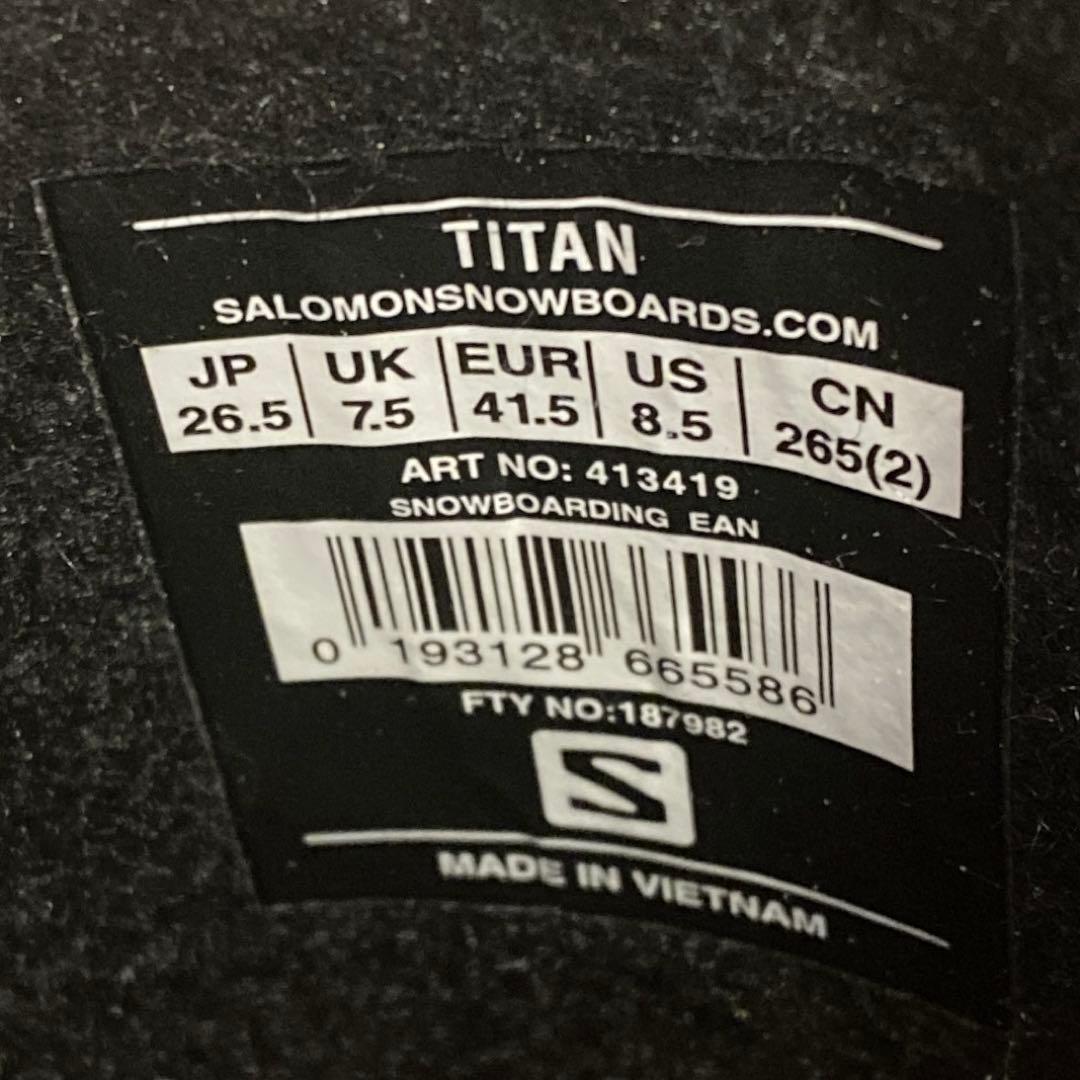 TITAN
SALOMONSNOWBOARDS.COM
JP | UK | EUR | US | CN
26.5 | 7.5 | 41.5 | 8.5 | 265(2)
ART NO: 413419
SNOWBOARDING EAN
0 193128 665586
FTY NO:187982
S
MADE IN VIETNAM